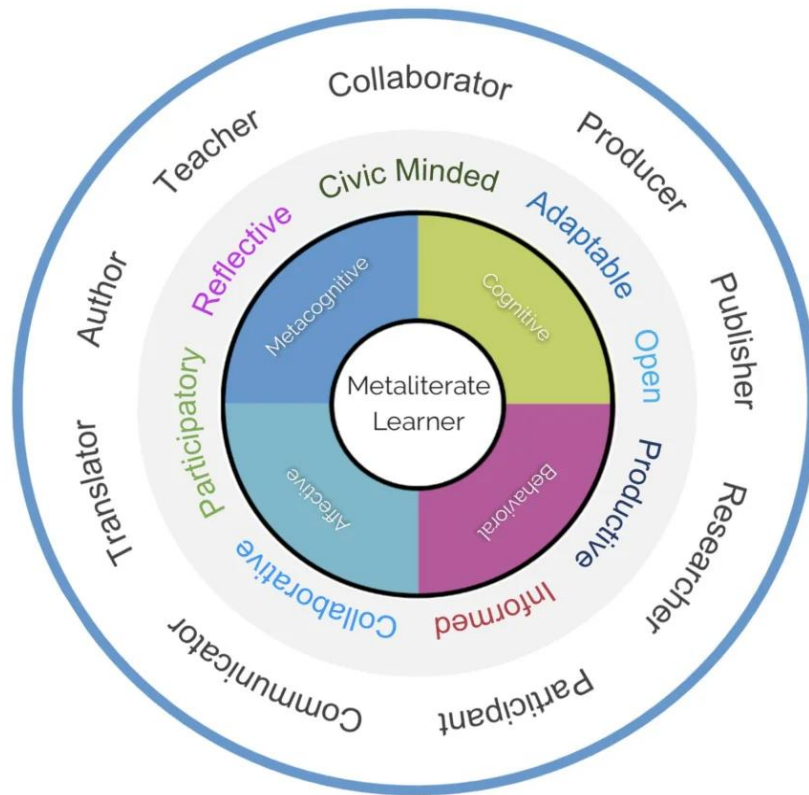 Collaborator
Producer
Publisher
Researcher
Participant
Communicator
Translator
Author
Teacher
Civic Minded
Adaptable
Open
Productive
Informed
Collaborative
Participatory
Reflective
Metacognitive
Cognitive
Behavioral
Affective
Metaliterate
Learner